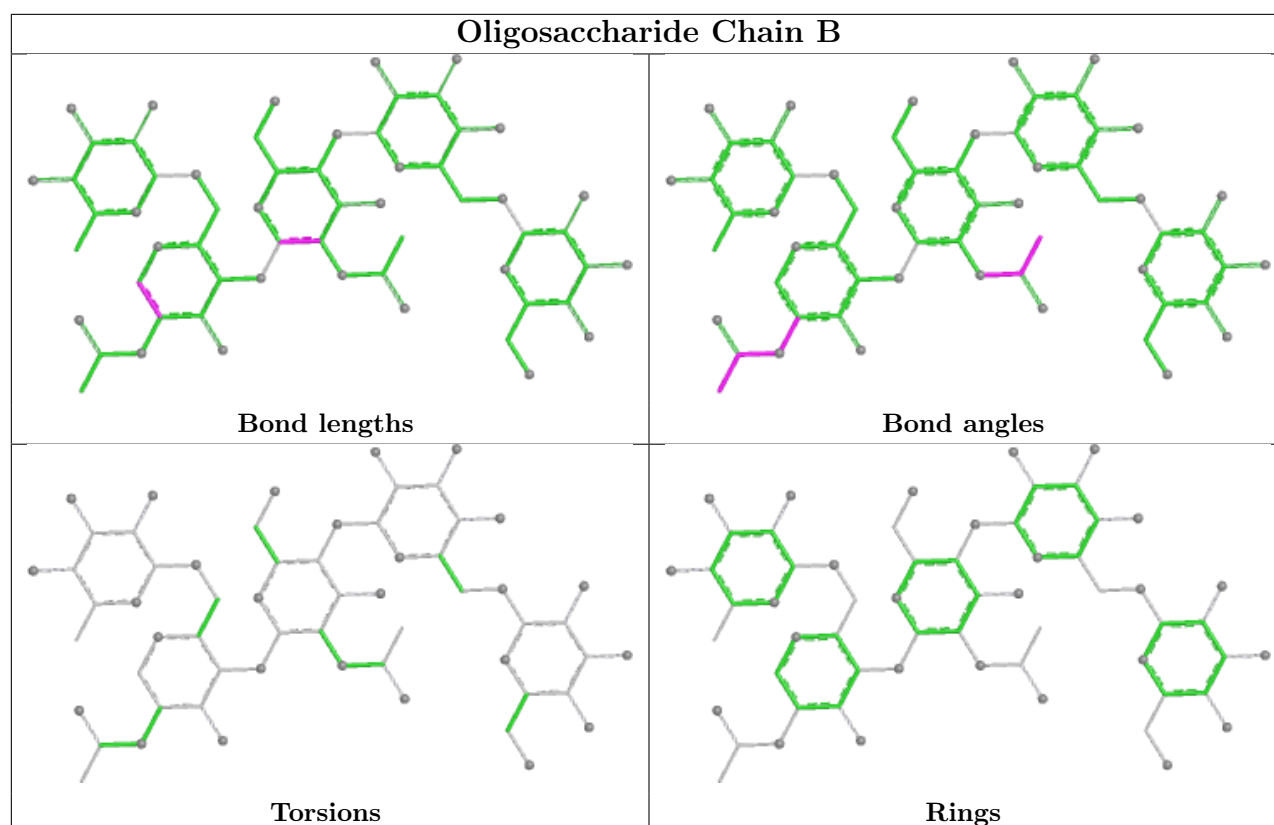 Oligosaccharide Chain B
Bond lengths
Bond angles
Torsions
Rings